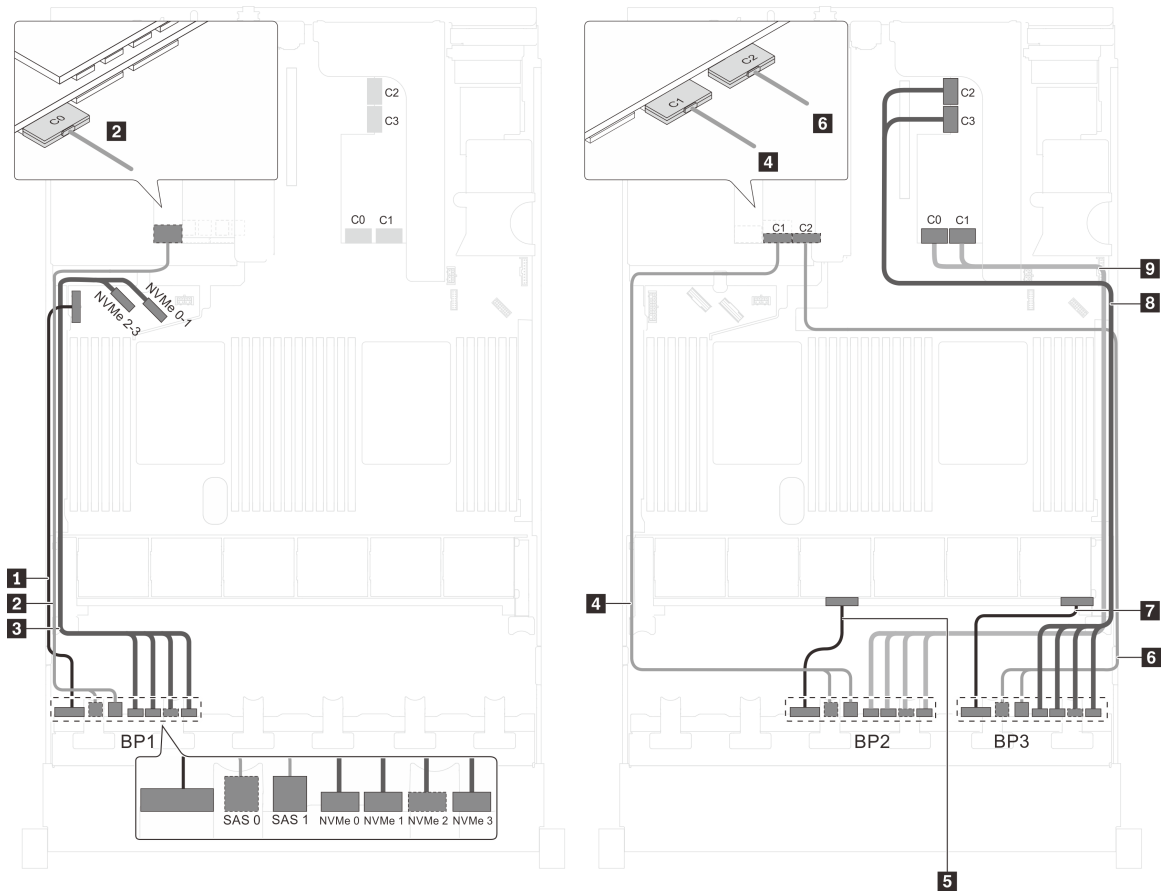 C0
2
C2
C3
C0 C1
NVMe 2-3
NVMe 0-1
1
2
3
BP1
SAS 0 SAS 1 NVMe 0 NVMe 1 NVMe 2 NVMe 3
C2
C1
6
4
C2
C3
C1 C2
C0 C1
9
8
4
7
6
BP2 BP3
5